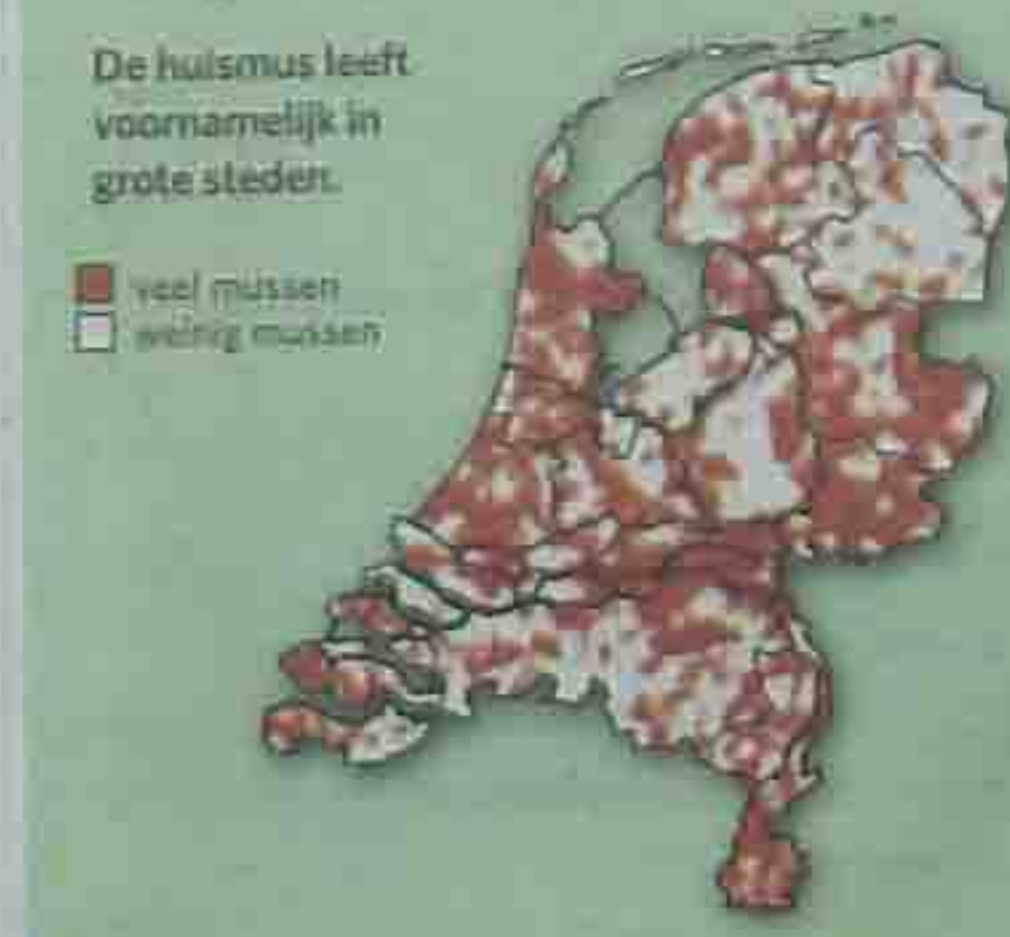 De huismus leeft
voornamelijk in
grote steden.
veel mussen
weinig mussen